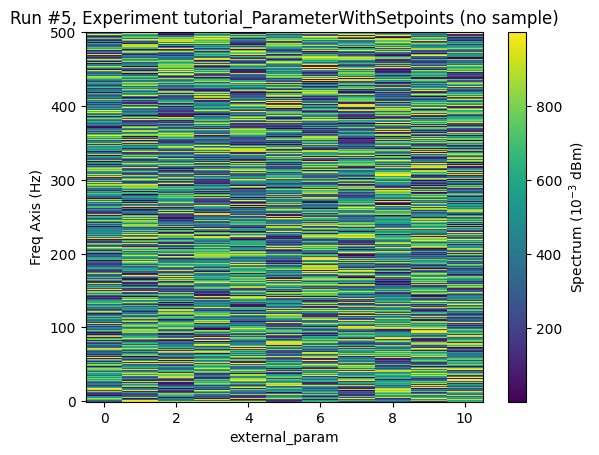 Run #5, Experiment tutorial_ParameterWithSetpoints (no sample)
500
400
300
200
100
0
Freq Axis (Hz)
0 2 4 6 8 10
external_param
800
600
400
200
Spectrum (10⁻³ dBm)